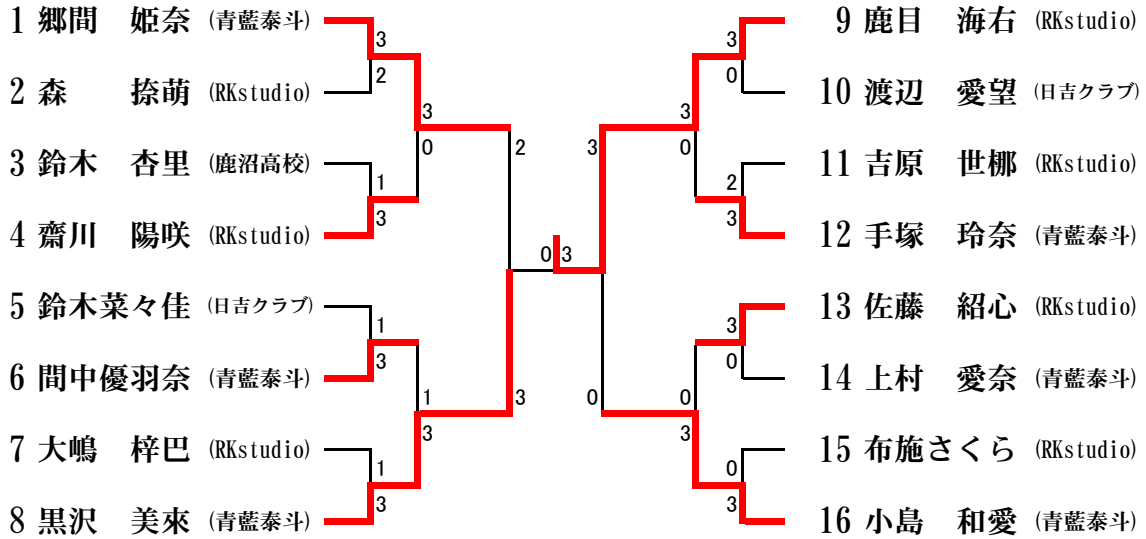 1 郷間　姫奈 (青藍泰斗)
2 森　　捺萌 (RKstudio)
3 鈴木　杏里 (鹿沼高校)
4 齋川　陽咲 (RKstudio)
5 鈴木菜々佳 (日吉クラブ)
6 間中優羽奈 (青藍泰斗)
7 大嶋　梓巴 (RKstudio)
8 黒沢　美來 (青藍泰斗)
3
2
1
3
1
3
1
3
3
0
1
3
2
3
0 3
3
0
3
0
0
3
3
0
2
3
3
0
0
3
9 鹿目　海右 (RKstudio)
10 渡辺　愛望 (日吉クラブ)
11 吉原　世梛 (RKstudio)
12 手塚　玲奈 (青藍泰斗)
13 佐藤　紹心 (RKstudio)
14 上村　愛奈 (青藍泰斗)
15 布施さくら (RKstudio)
16 小島　和愛 (青藍泰斗)